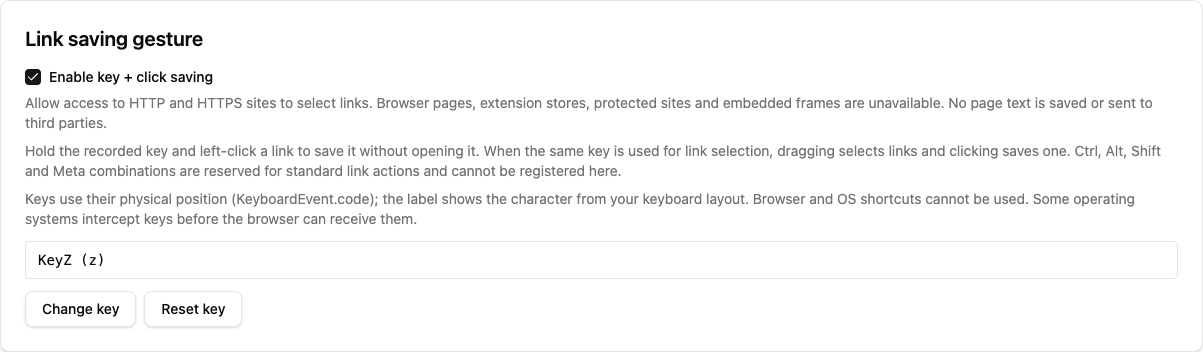 Link saving gesture
Enable key + click saving
Allow access to HTTP and HTTPS sites to select links. Browser pages, extension stores, protected sites and embedded frames are unavailable. No page text is saved or sent to
third parties.
Hold the recorded key and left-click a link to save it without opening it. When the same key is used for link selection, dragging selects links and clicking saves one. Ctrl, Alt, Shift
and Meta combinations are reserved for standard link actions and cannot be registered here.
Keys use their physical position (KeyboardEvent.code); the label shows the character from your keyboard layout. Browser and OS shortcuts cannot be used. Some operating
systems intercept keys before the browser can receive them.
KeyZ (z)
Change key Reset key